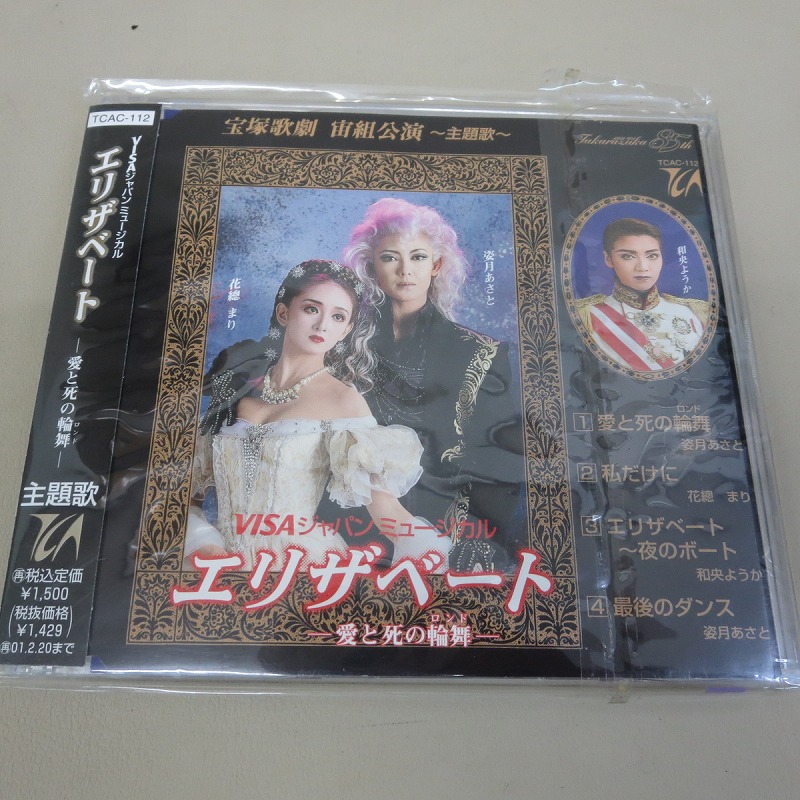 TCAC-112
VISAジャパンミュージカル
エリザベート
―愛と死の輪舞―
ロンド
主題歌
TCA
再税込定価
¥1,500
(税抜価格)
¥1,429
再01.2.20まで
宝塚歌劇 宙組公演 ～主題歌～
花總 まり
姿月あさと
VISAジャパン ミュージカル
エリザベート
ロンド
―愛と死の輪舞―
Takarazuka 85th
TCAC-112
TCA
和央ようか
ロンド
1 愛と死の輪舞
姿月あさと
2 私だけに
花總 まり
3 エリザベート
～夜のボート
和央ようか
4 最後のダンス
姿月あさと